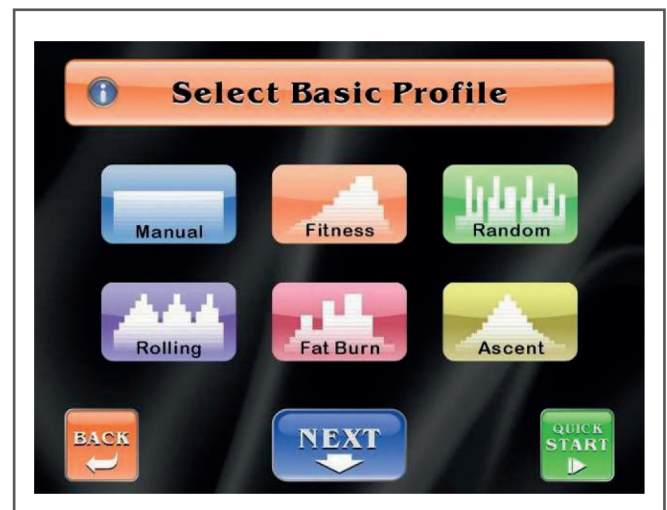 Select Basic Profile
Manual
Fitness
Random
Rolling
Fat Burn
Ascent
BACK
NEXT
QUICK
START